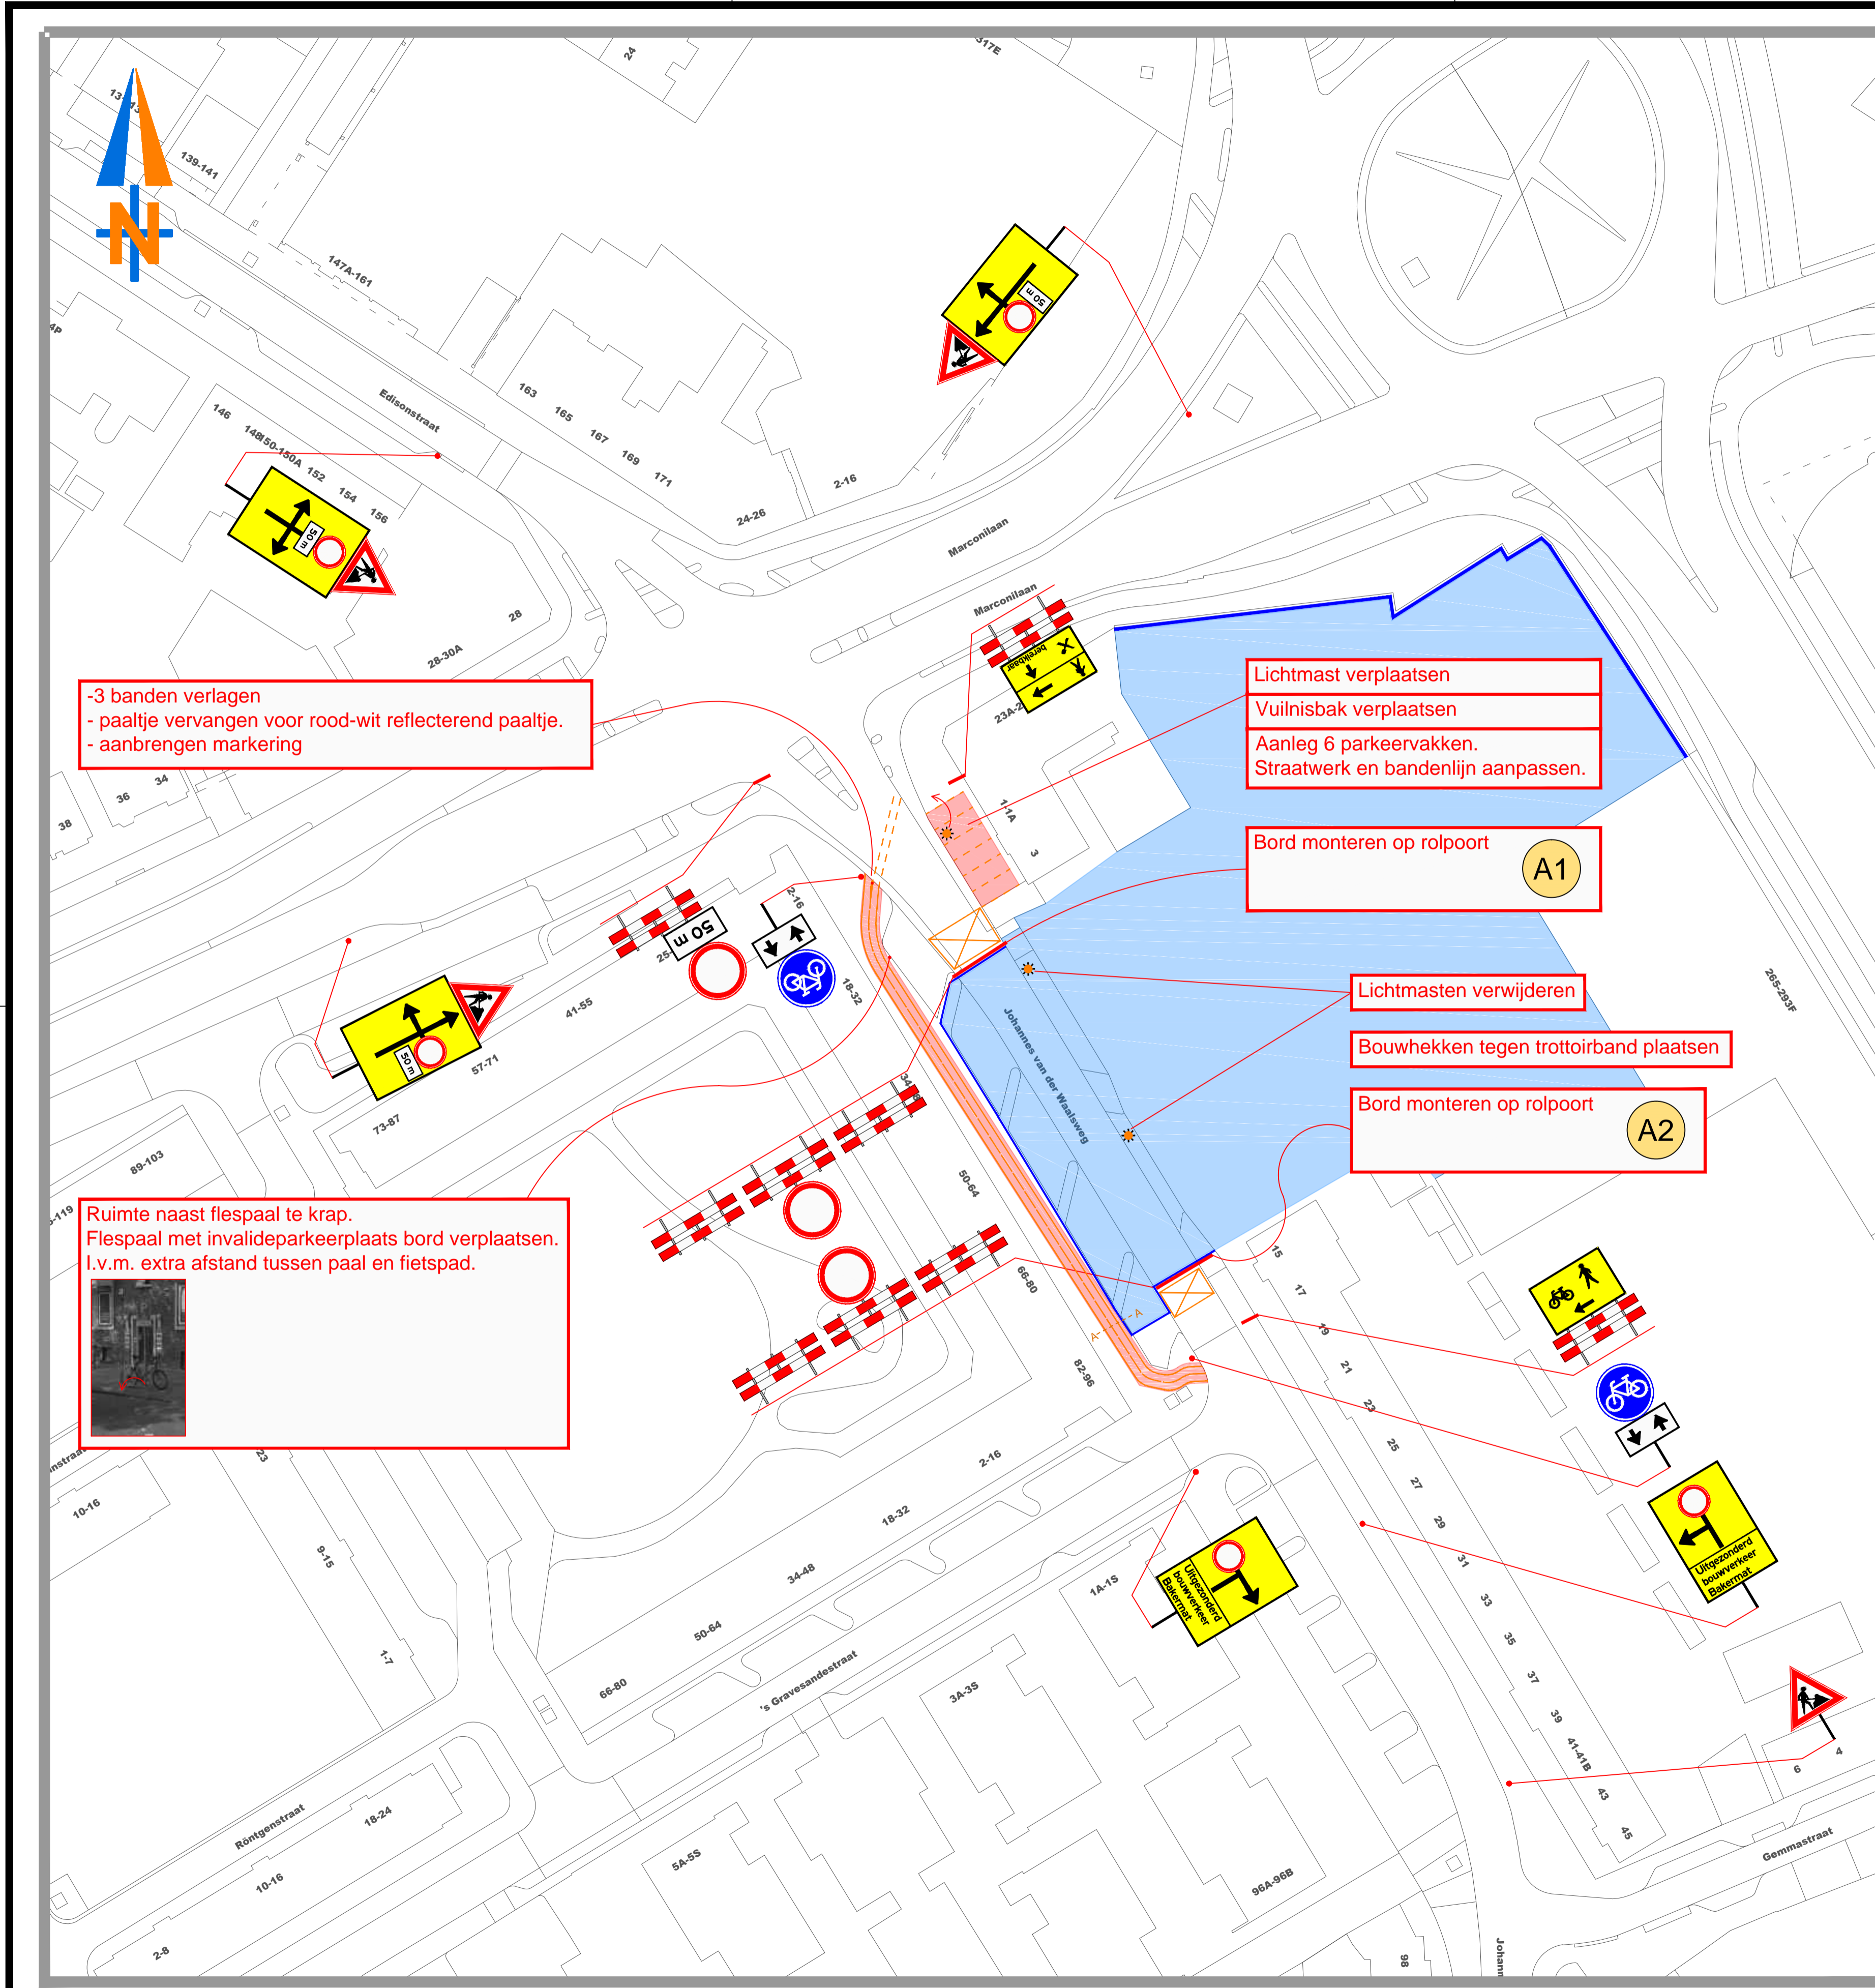 317E
24
139-141
N
147A-161
50 m
4P
163
165
167
169
171
Edisonstraat
146
148
150-150A
152
154
156
50 m
2-16
24-26
Marconilaan
Marconilaan
28
28-30A
bereikbaar
-3 banden verlagen
- paaltje vervangen voor rood-wit reflecterend paaltje.
- aanbrengen markering
Lichtmast verplaatsen
Vuilnisbak verplaatsen
Aanleg 6 parkeervakken.
Straatwerk en bandenlijn aanpassen.
34
36
38
1-1A
3
Bord monteren op rolpoort
A1
2-16
50 m
18-32
41-55
57-71
50 m
73-87
89-103
Johannes van der Waalsweg
265-293F
Lichtmasten verwijderen
Bouwhekken tegen trottoirband plaatsen
Bord monteren op rolpoort
A2
50-64
66-80
82-96
Ruimte naast flespaal te krap.
Flespaal met invalideparkeerplaats bord verplaatsen.
I.v.m. extra afstand tussen paal en fietspad.
A
A
15
17
19
21
23
25
27
29
31
33
35
37
39
41-41B
43
45
23
10-16
9-15
1-7
2-16
18-32
34-48
50-64
66-80
's Gravesandestraat
1A-1S
3A-3S
5A-5S
96A-96B
98
Uitgezonderd
bouwverkeer
Bakermat
Uitgezonderd
bouwverkeer
Bakermat
4
6
Gemmastraat
Röntgenstraat
18-24
10-16
2-8
Johann